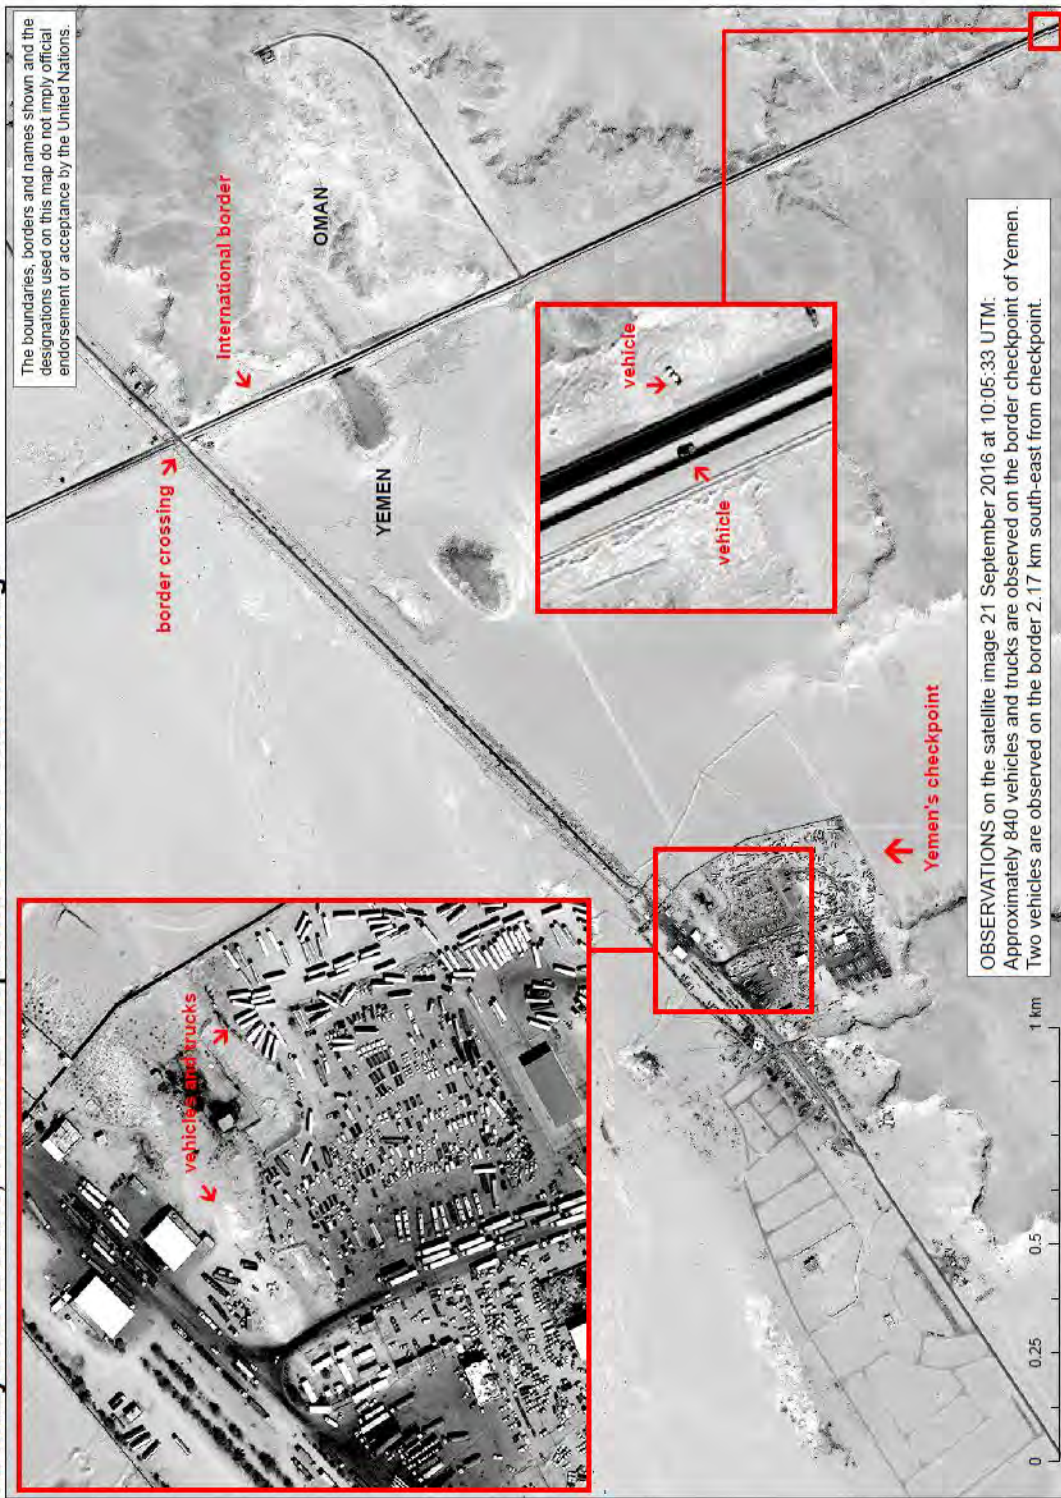 The boundaries, borders and names shown and the
designations used on this map do not imply official
endorsement or acceptance by the United Nations.
border crossing
International border
OMAN
YEMEN
vehicles and trucks
vehicle
vehicle
Yemen's checkpoint
OBSERVATIONS on the satellite image 21 September 2016 at 10:05:33 UTM:
Approximately 840 vehicles and trucks are observed on the border checkpoint of Yemen.
Two vehicles are observed on the border 2.17 km south-east from checkpoint.
0 0.25 0.5 1 km